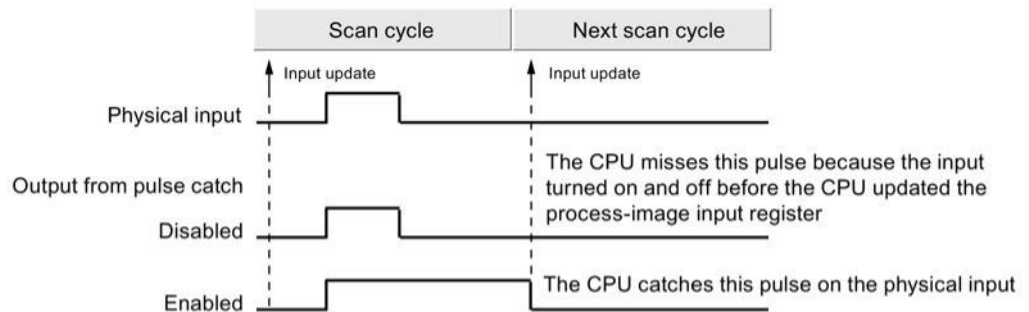 Scan cycle
Next scan cycle
Input update
Input update
Physical input
The CPU misses this pulse because the input
Output from pulse catch
turned on and off before the CPU updated the
process-image input register
Disabled
The CPU catches this pulse on the physical input
Enabled